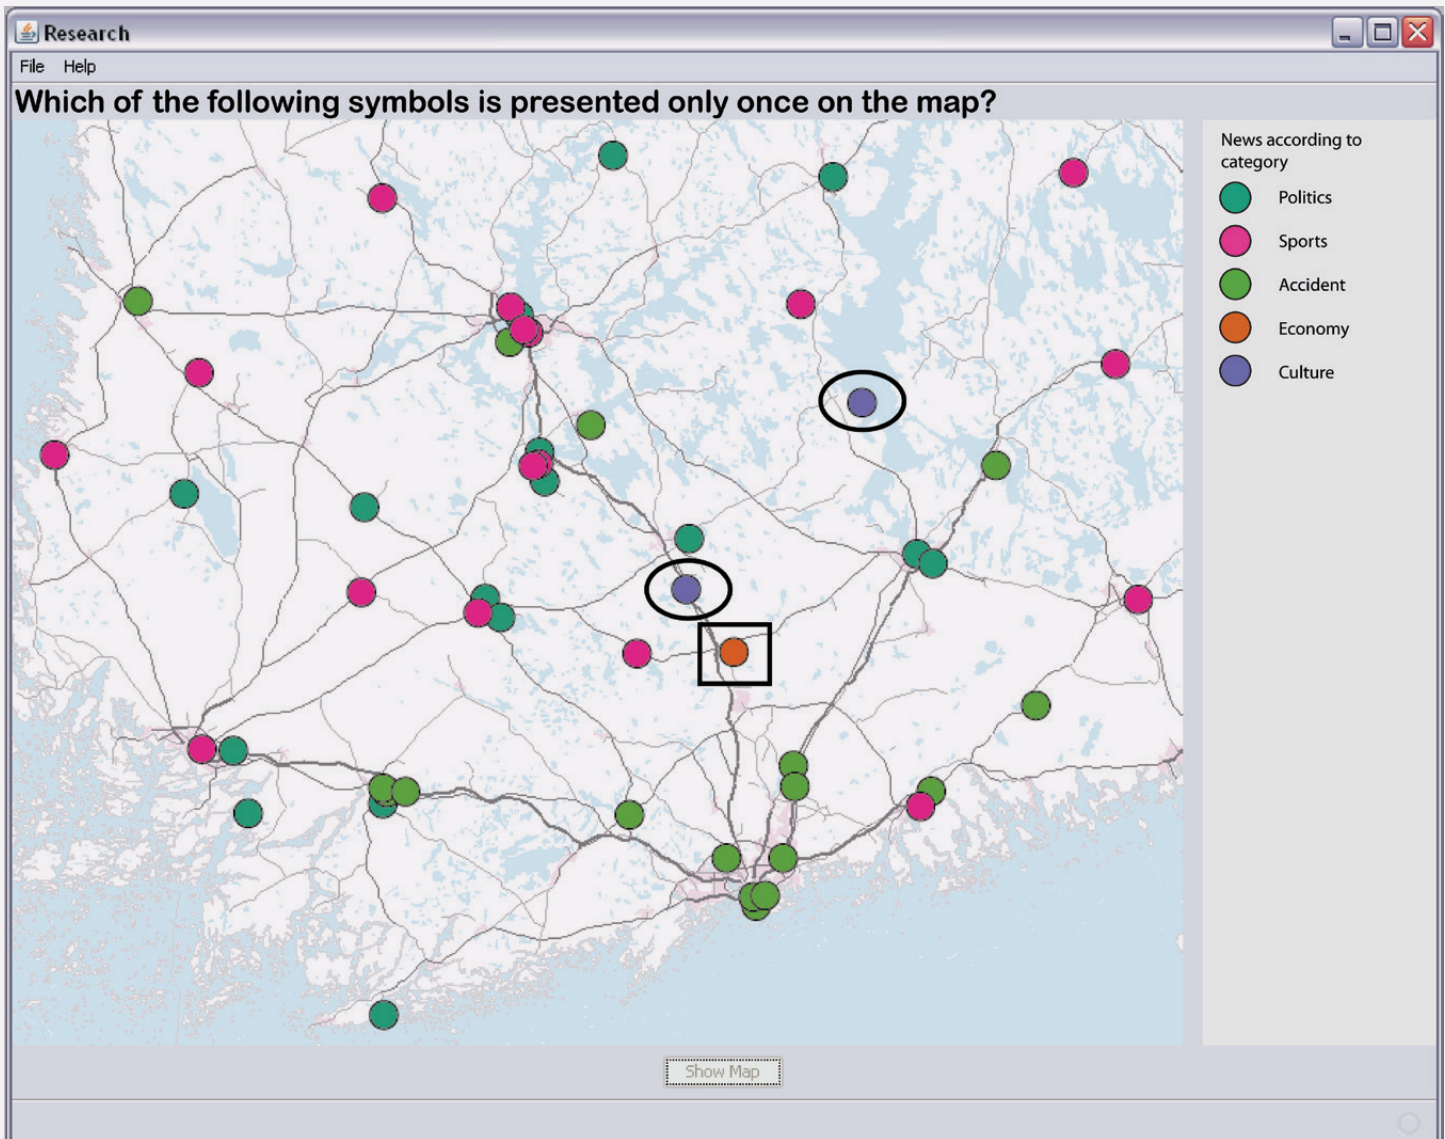 Research
File Help
Which of the following symbols is presented only once on the map?
News according to
category
Politics
Sports
Accident
Economy
Culture
Show Map